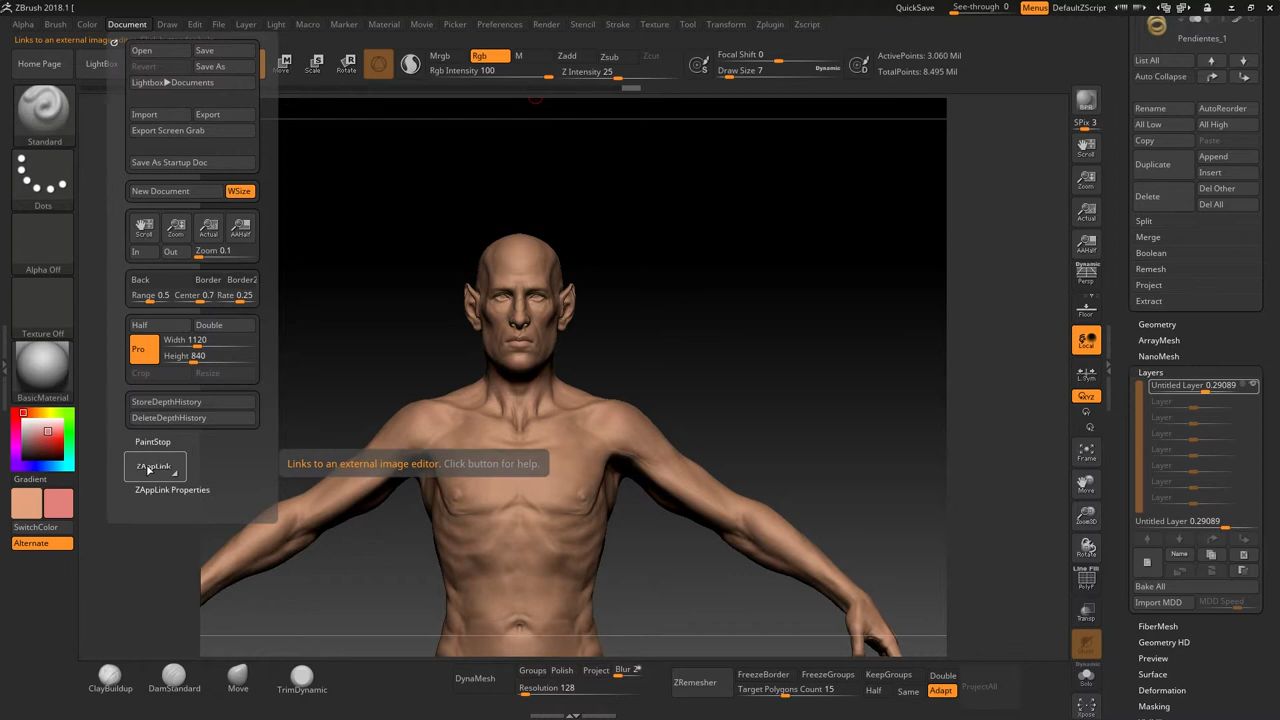 ZBrush 2018.1 [
QuickSave See-through 0 Menus DefaultZScript
Alpha Brush Color Document Draw Edit File Layer Light Macro Marker Material Movie Picker Preferences Render Stencil Stroke Texture Tool Transform Zplugin Zscript
Links to an external image editor.
Home Page
LightBox
Open Save
Revert Save As
Lightbox▶Documents
Import Export
Export Screen Grab
Save As Startup Doc
New Document WSize
Scroll Zoom Actual AAHalf
In Out Zoom 0.1
Back Border Border2
Range 0.5 Center 0.7 Rate 0.25
Half Double
Pro
Width 1120
Height 840
Crop Resize
StoreDepthHistory
DeleteDepthHistory
PaintStop
ZAppLink
ZAppLink Properties
Links to an external image editor. Click button for help.
Move Scale Rotate
Mrgb Rgb M
Rgb Intensity 100
Zadd Zsub Zcut
Z Intensity 25
S
Focal Shift 0
Draw Size 7 Dynamic
D
ActivePoints: 3.060 Mil
TotalPoints: 8.495 Mil
Standard
Dots
Alpha Off
Texture Off
BasicMaterial
Gradient
SwitchColor
Alternate
BPR
SPix 3
Scroll
Zoom
Actual
AAHalf
Dynamic
Persp
Floor
Local
L.Sym
XYZ
Frame
Move
Zoom3D
Rotate
Line Fill
PolyF
Transp
Dynamic
Solo
Xpose
Pendientes_1
List All
Auto Collapse
Rename AutoReorder
All Low All High
Copy Paste
Duplicate Append
Insert
Delete Del Other
Del All
Split
Merge
Boolean
Remesh
Project
Extract
Geometry
ArrayMesh
NanoMesh
Layers
Untitled Layer 0.29089
Layer
Layer
Layer
Layer
Layer
Layer
Layer
Untitled Layer 0.29089
Name
Bake All
Import MDD MDD Speed
FiberMesh
Geometry HD
Preview
Surface
Deformation
Masking
ClayBuildup DamStandard Move TrimDynamic
DynaMesh
Groups Polish Project Blur 2
Resolution 128
ZRemesher
FreezeBorder FreezeGroups KeepGroups Double
Target Polygons Count 15 Half Same Adapt
ProjectAll